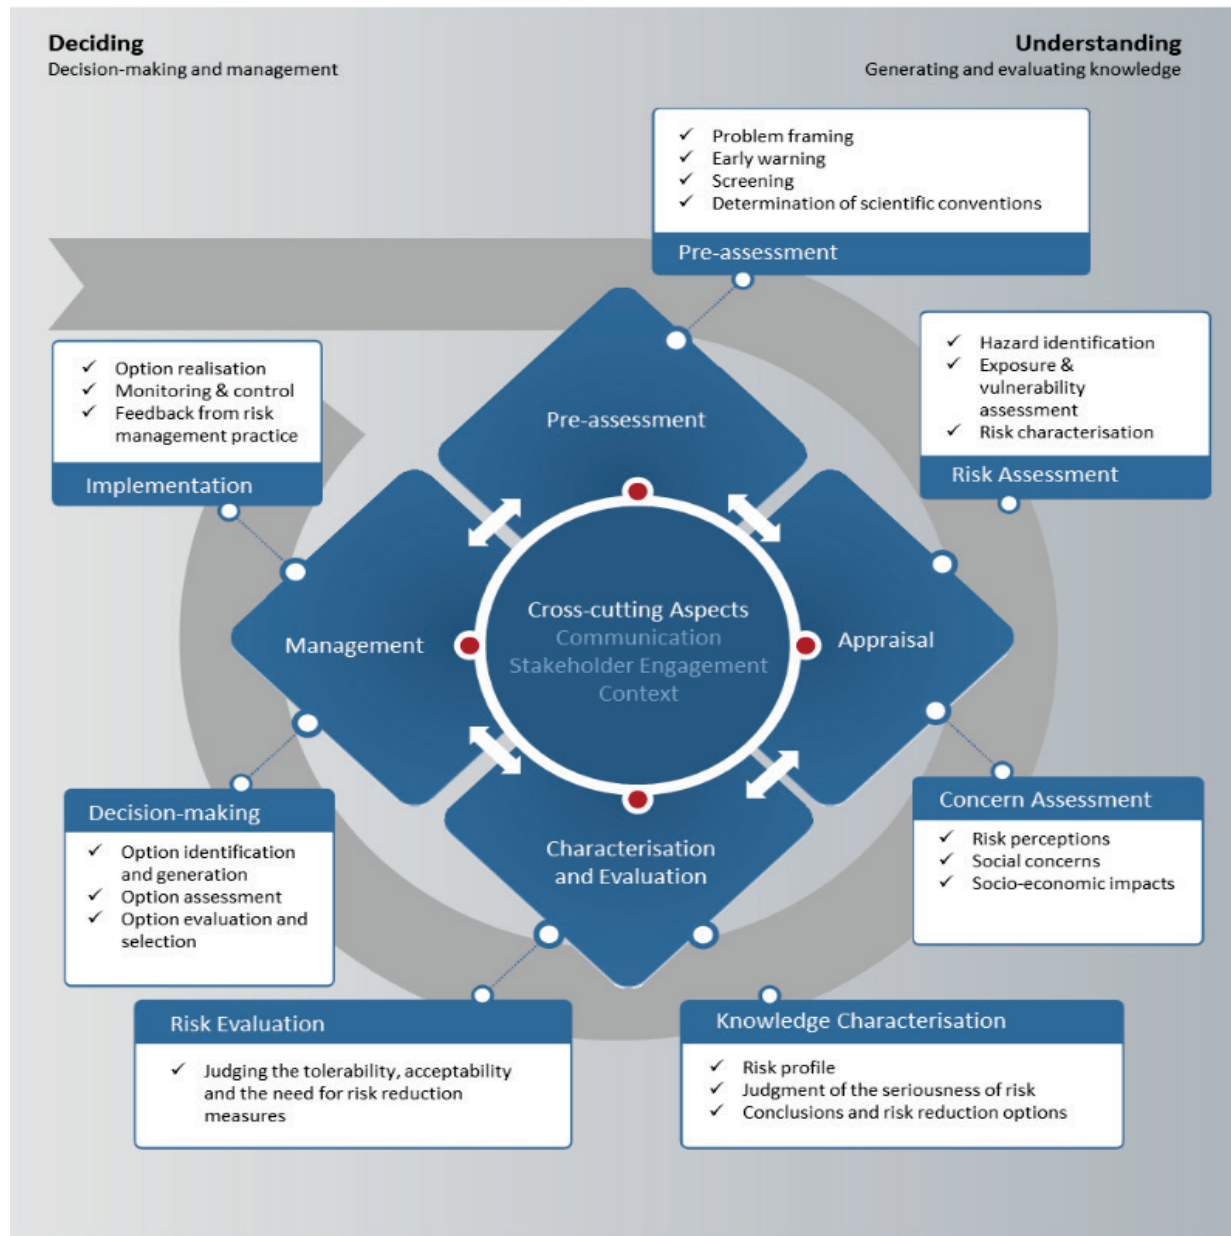 Deciding
Decision-making and management
Understanding
Generating and evaluating knowledge
✓ Problem framing
✓ Early warning
✓ Screening
✓ Determination of scientific conventions
Pre-assessment
✓ Option realisation
✓ Monitoring & control
✓ Feedback from risk
management practice
Implementation
✓ Hazard identification
✓ Exposure &
vulnerability
assessment
✓ Risk characterisation
Risk Assessment
Pre-assessment
Management
Cross-cutting Aspects
Communication
Stakeholder Engagement
Context
Appraisal
Characterisation
and Evaluation
Decision-making
✓ Option identification
and generation
✓ Option assessment
✓ Option evaluation and
selection
Concern Assessment
✓ Risk perceptions
✓ Social concerns
✓ Socio-economic impacts
Risk Evaluation
✓ Judging the tolerability, acceptability
and the need for risk reduction
measures
Knowledge Characterisation
✓ Risk profile
✓ Judgment of the seriousness of risk
✓ Conclusions and risk reduction options